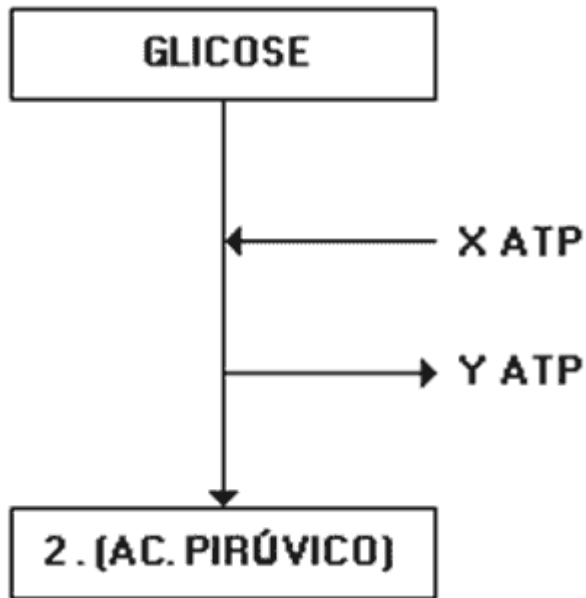 GLICOSE
X ATP
Y ATP
2 . (AC. PIRÚVICO)